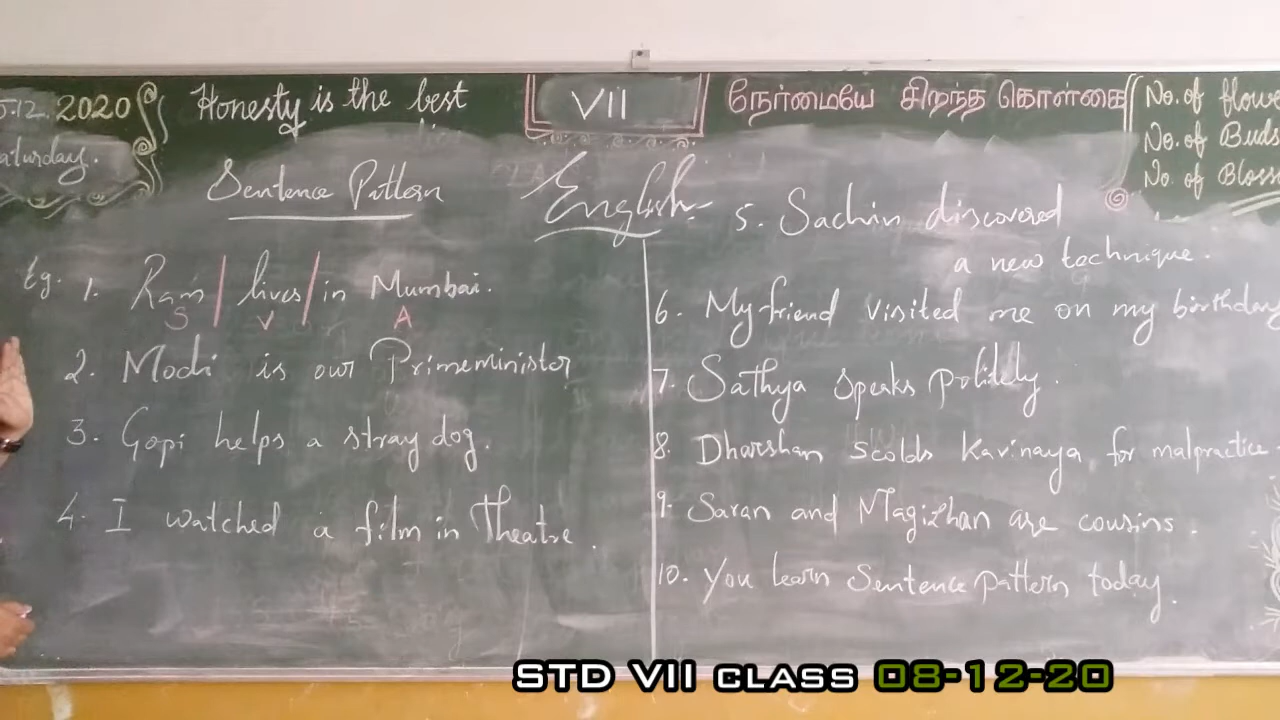 5.12.2020
aturday.
Honesty is the best
VII
நேர்மையே சிறந்த கொள்கை
No. of flowe
No. of Buds
No. of Bloss
Sentence Pattern
English
Eg. 1. Ram / lives / in Mumbai.
S V A
2. Modi is our Primeminister
3. Gopi helps a stray dog.
4. I watched a film in Theatre.
5. Sachin discovered
a new technique.
6. My friend visited me on my birthday
7. Sathya speaks politely.
8. Dharshan scolds Kavinaya for malpractice.
9. Saran and Magizhan are cousins.
10. You learn Sentence pattern today.
STD VII CLASS 08-12-20